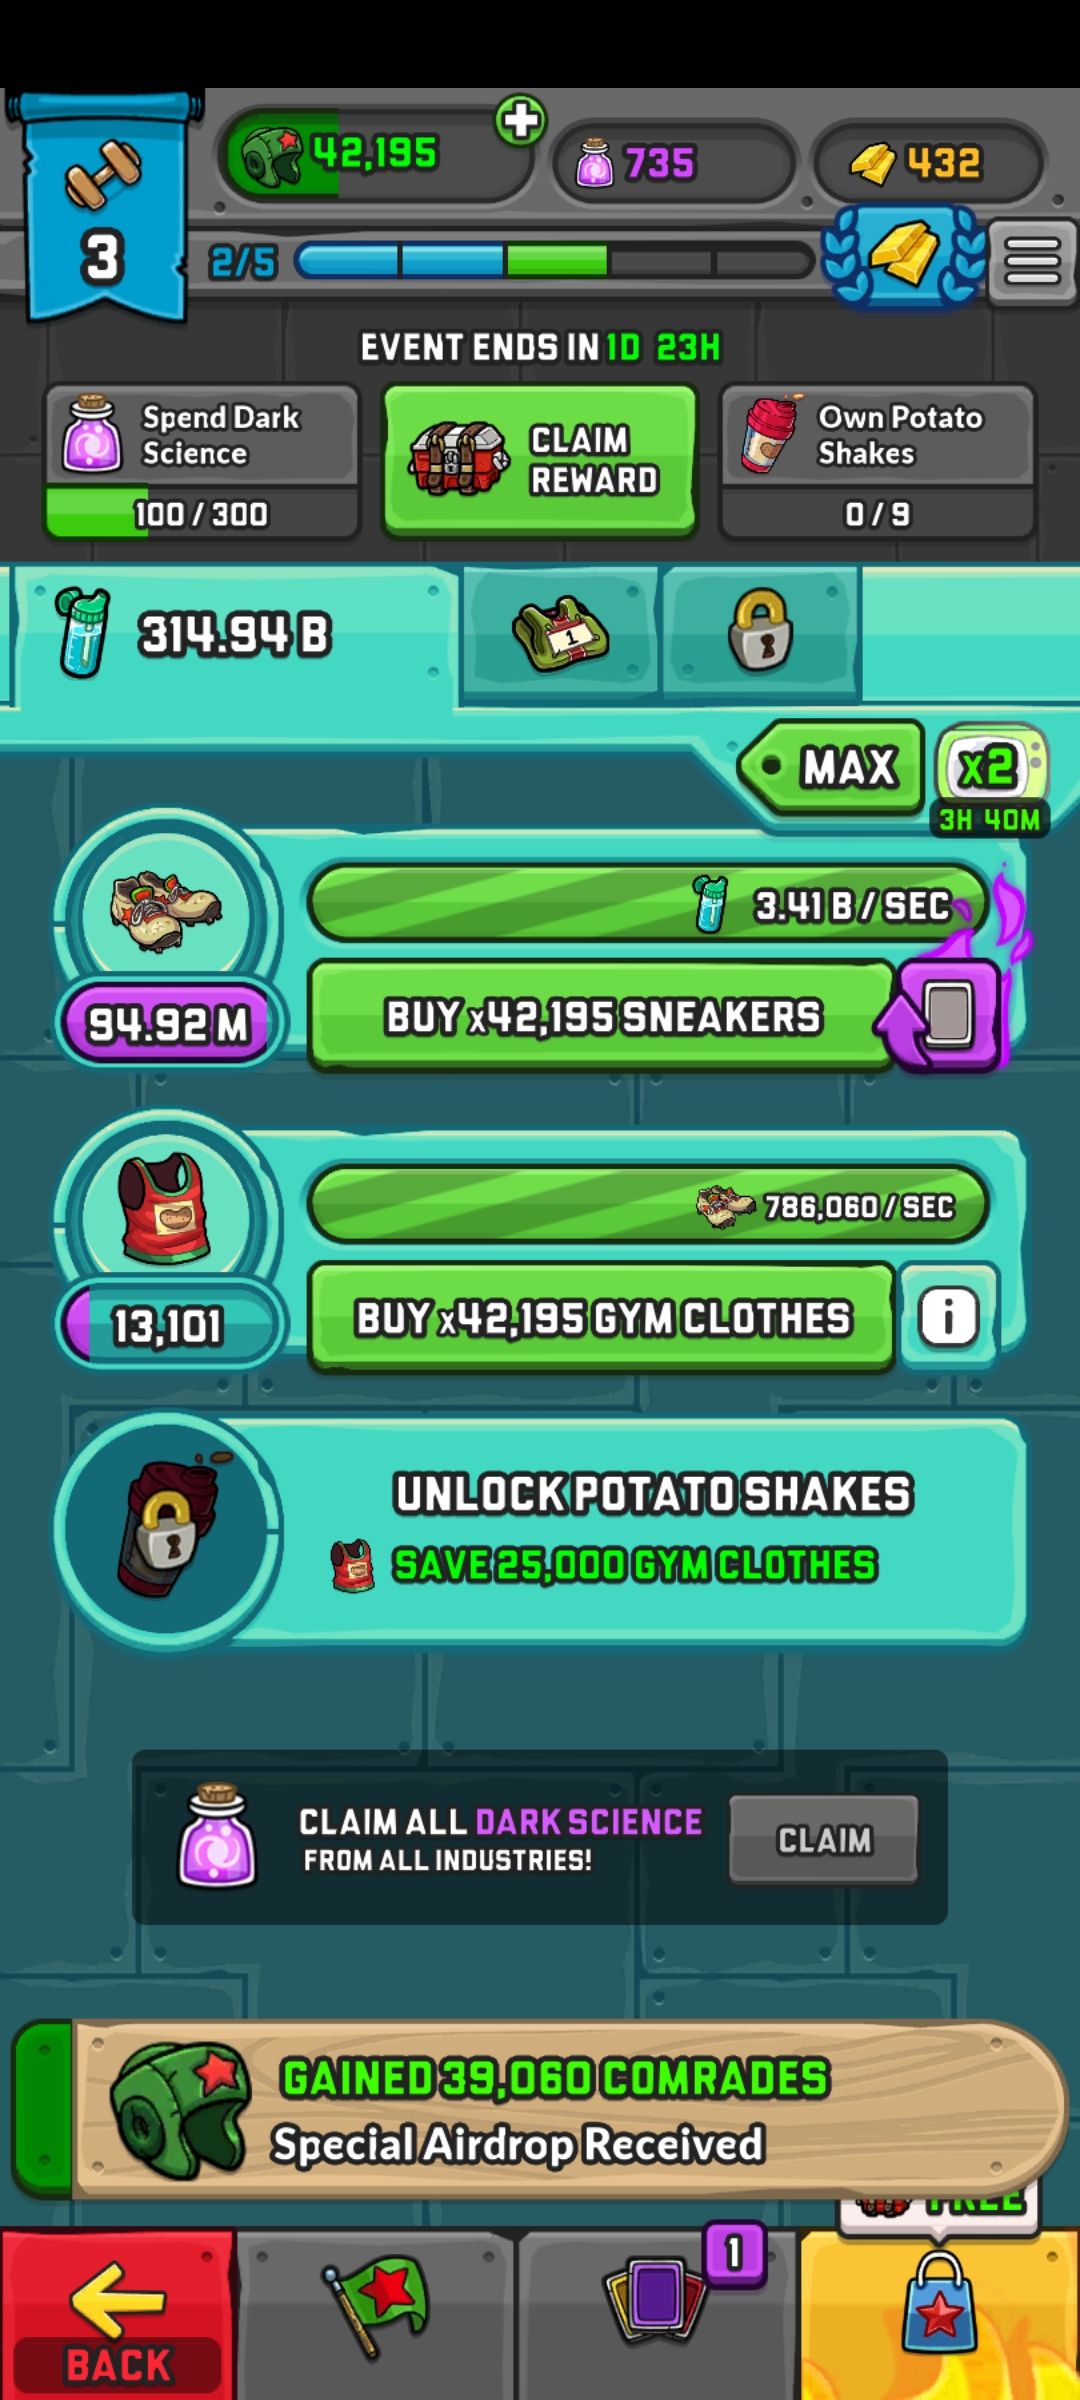 42,195
735
432
3
2/5
EVENT ENDS IN 1D 23H
Spend Dark
Science
100 / 300
CLAIM
REWARD
Own Potato
Shakes
0 / 9
314.94 B
1
MAX
x2
3H 40M
3.41 B / SEC
94.92 M
BUY x42,195 SNEAKERS
786,060 / SEC
13,101
BUY x42,195 GYM CLOTHES
i
UNLOCK POTATO SHAKES
SAVE 25,000 GYM CLOTHES
CLAIM ALL DARK SCIENCE
FROM ALL INDUSTRIES!
CLAIM
GAINED 39,060 COMRADES
Special Airdrop Received
FREE
1
BACK